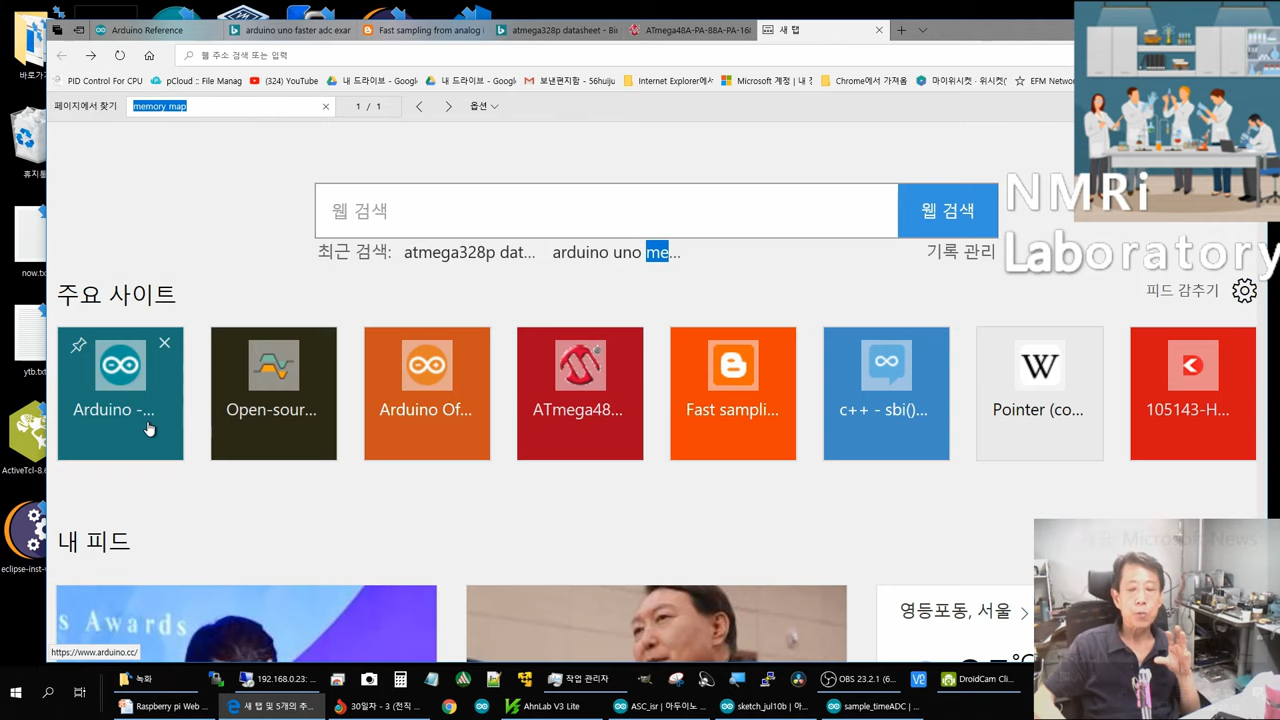 Arduino Reference
arduino uno faster adc exar
Fast sampling from analog i
atmega328p datasheet - Bi
ATmega48A-PA-88A-PA-16
새 탭
웹 주소 검색 또는 입력
PID Control For CPU
pCloud :: File Manag
(324) YouTube
내 드라이브 - Googl
내 드라이브 - Googl
보낸편지함 - 56huiju
Internet Explorer에서
Microsoft 계정 | 내 정
Chrome에서 가져옴
마이위시켓 · 위시켓(
EFM Networ
페이지에서 찾기
memory map
1 / 1
옵션
바로가
휴지통
now.tx
ytb.txt
ActiveTcl-8.6
eclipse-inst-v
웹 검색
웹 검색
최근 검색:
atmega328p dat...
arduino uno me...
기록 관리
NMRi
Laboratory
주요 사이트
피드 감추기
Arduino -...
Open-sour...
Arduino Of...
ATmega48...
Fast sampli...
c++ - sbi()...
Pointer (co...
105143-H...
내 피드
제공: Microsoft News
s Awards
영등포동, 서울
https://www.arduino.cc/
녹화
192.168.0.23: ...
작업 관리자
OBS 23.2.1 (6...
DroidCam Cli...
Raspberry pi Web ...
새 탭 및 5개의 추...
30일차 - 3 (전직 ...
AhnLab V3 Lite
ASC_isr | 아두이노 ...
sketch_jul10b | 아...
sample_timeADC | ...